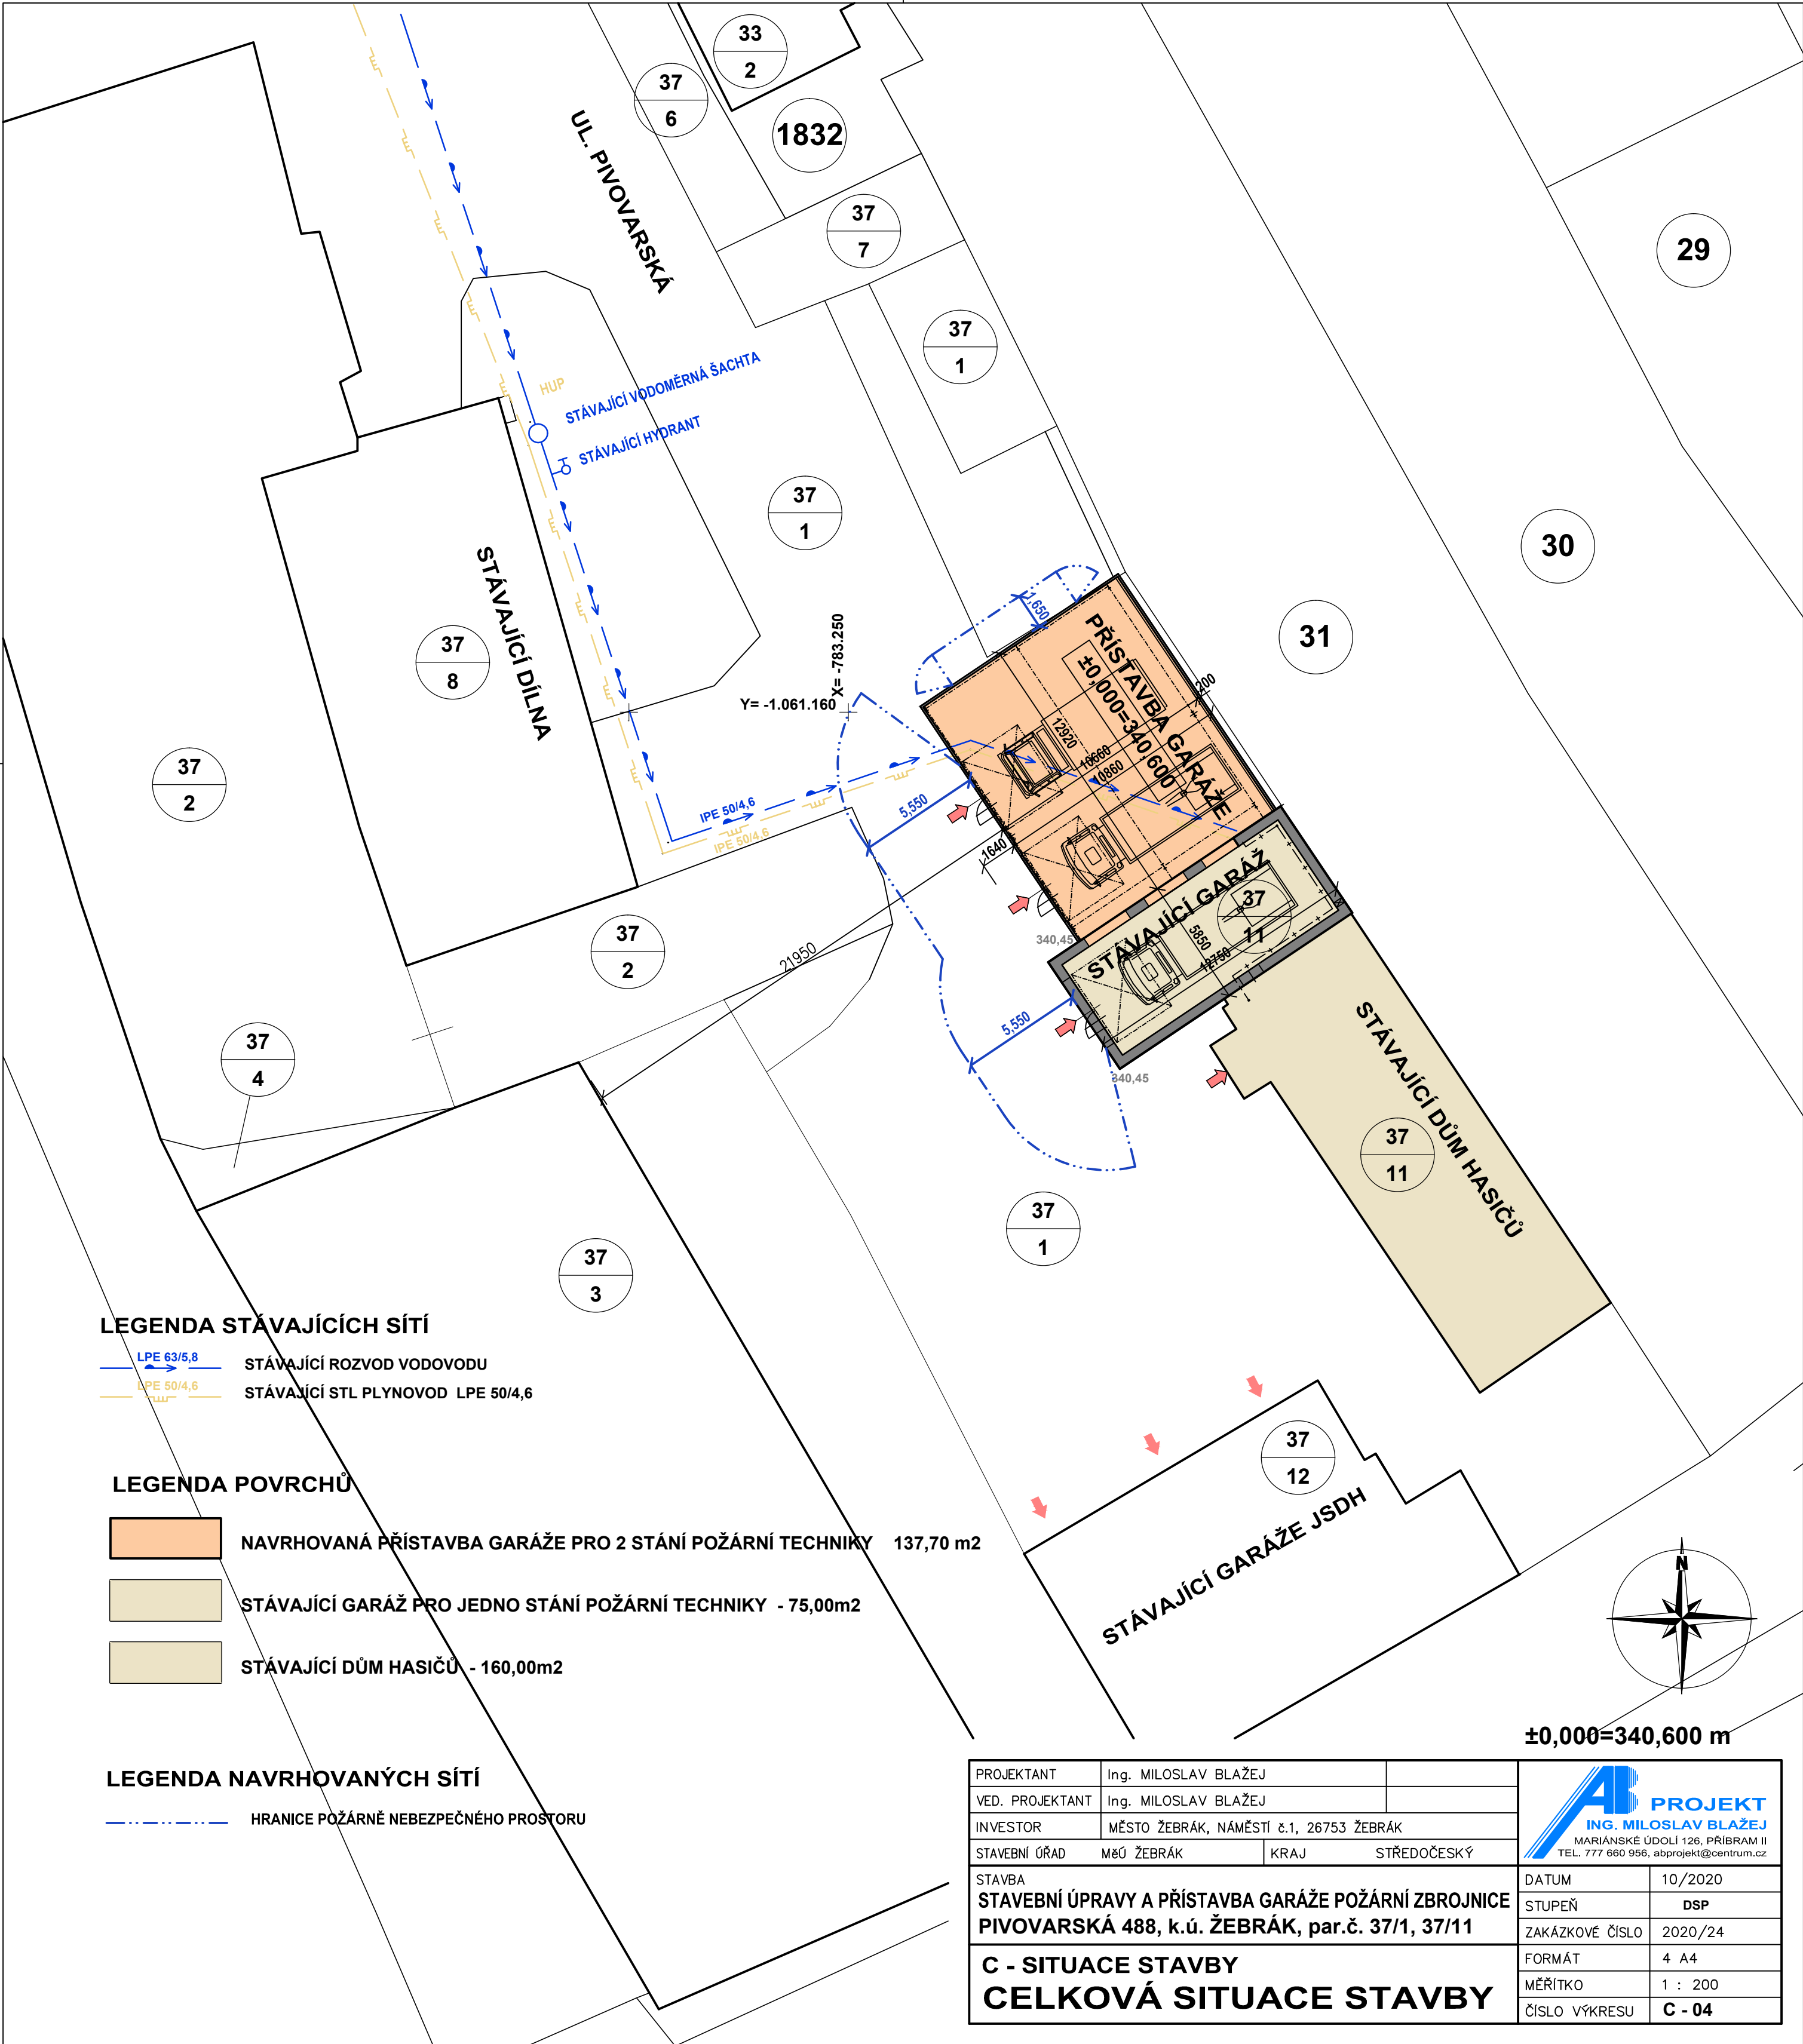 33
2
37
6
1832
UL. PIVOVARSKÁ
37
7
29
37
1
HUP
STÁVAJÍCÍ VODOMĚRNÁ ŠACHTA
STÁVAJÍCÍ HYDRANT
37
1
30
STÁVAJÍCÍ DÍLNA
37
8
31
X= -783.250
Y= -1.061.160
1,650
PŘÍSTAVBA GARÁŽE
±0,000=340,600
200
12920
10660
10860
37
2
IPE 50/4,6
IPE 50/4.6
5,550
1640
STÁVAJÍCÍ GARÁŽ
37
11
340,45
5850
12750
37
2
21950
5,550
340,45
STÁVAJÍCÍ DŮM HASIČŮ
37
4
37
11
37
1
37
3
LEGENDA STÁVAJÍCÍCH SÍTÍ
LPE 63/5,8
STÁVAJÍCÍ ROZVOD VODOVODU
LPE 50/4,6
STÁVAJÍCÍ STL PLYNOVOD LPE 50/4,6
37
12
STÁVAJÍCÍ GARÁŽE JSDH
LEGENDA POVRCHŮ
NAVRHOVANÁ PŘÍSTAVBA GARÁŽE PRO 2 STÁNÍ POŽÁRNÍ TECHNIKY 137,70 m2
STÁVAJÍCÍ GARÁŽ PRO JEDNO STÁNÍ POŽÁRNÍ TECHNIKY - 75,00m2
STÁVAJÍCÍ DŮM HASIČŮ - 160,00m2
N
±0,000=340,600 m
LEGENDA NAVRHOVANÝCH SÍTÍ
HRANICE POŽÁRNĚ NEBEZPEČNÉHO PROSTORU
PROJEKTANT Ing. MILOSLAV BLAŽEJ
VED. PROJEKTANT Ing. MILOSLAV BLAŽEJ
INVESTOR MĚSTO ŽEBRÁK, NÁMĚSTÍ č.1, 26753 ŽEBRÁK
STAVEBNÍ ÚŘAD MěÚ ŽEBRÁK KRAJ STŘEDOČESKÝ
AB PROJEKT
ING. MILOSLAV BLAŽEJ
MARIÁNSKÉ ÚDOLÍ 126, PŘÍBRAM II
TEL. 777 660 956, abprojekt@centrum.cz
STAVBA
STAVEBNÍ ÚPRAVY A PŘÍSTAVBA GARÁŽE POŽÁRNÍ ZBROJNICE
PIVOVARSKÁ 488, k.ú. ŽEBRÁK, par.č. 37/1, 37/11
C - SITUACE STAVBY
CELKOVÁ SITUACE STAVBY
DATUM 10/2020
STUPEŇ DSP
ZAKÁZKOVÉ ČÍSLO 2020/24
FORMÁT 4 A4
MĚŘÍTKO 1 : 200
ČÍSLO VÝKRESU C - 04